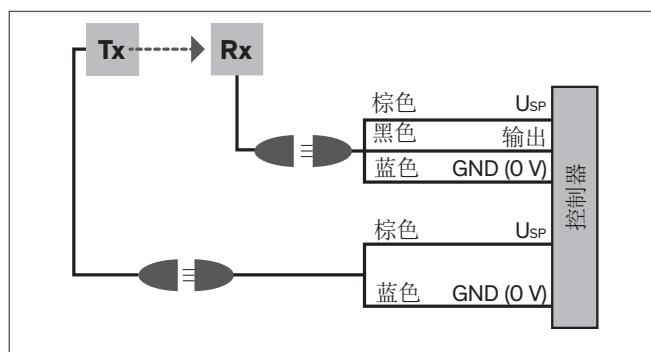 Tx Rx
棕色 USP
黑色 输出
蓝色 GND (0 V)
控制器
棕色 USP
蓝色 GND (0 V)